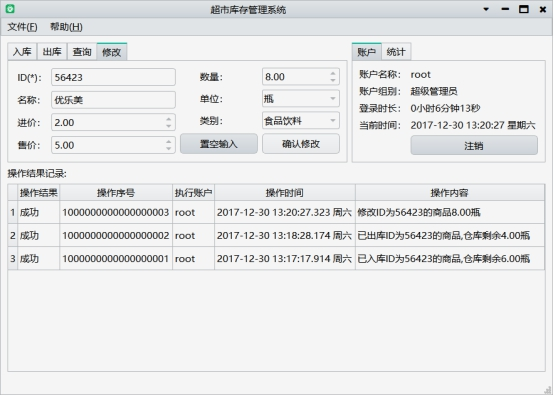 超市库存管理系统
文件(F) 帮助(H)
入库 出库 查询 修改
ID(*): 56423 数量: 8.00
名称: 优乐美 单位: 瓶
进价: 2.00 类别: 食品饮料
售价: 5.00 置空输入 确认修改
账户 统计
账户名称: root
账户组别: 超级管理员
登录时长: 0小时6分钟13秒
当前时间: 2017-12-30 13:20:27 星期六
注销
操作结果记录:
操作结果 操作序号 执行账户 操作时间 操作内容
1 成功 1000000000000000003 root 2017-12-30 13:20:27.323 周六 修改ID为56423的商品8.00瓶
2 成功 1000000000000000002 root 2017-12-30 13:18:28.174 周六 已出库ID为56423的商品,仓库剩余4.00瓶
3 成功 1000000000000000001 root 2017-12-30 13:17:17.914 周六 已入库ID为56423的商品,仓库剩余6.00瓶